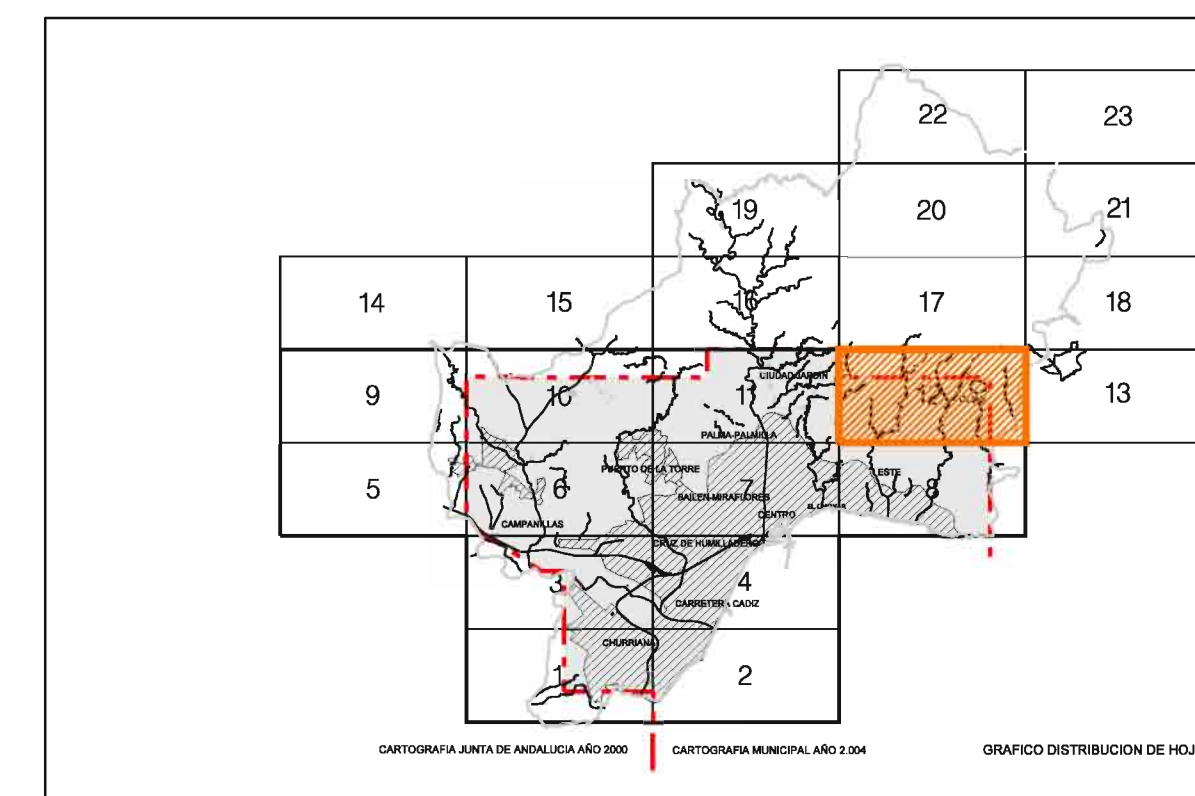 22 23
19 20 21
14 15 16 17 18
CIUDAD JARDIN
9 10 11 12 13
PALMA-PALMILLA
PUERTO DE LA TORRE
ESTE
5 6 7 8
BAILEN-MIRAFLORES
CENTRO
CAMPANILLAS
CRUZ DE HUMILLADERO
3 4
CARRETER CADIZ
CHURRIANA
1 2
CARTOGRAFIA JUNTA DE ANDALUCIA AÑO 2000
CARTOGRAFIA MUNICIPAL AÑO 2.004
GRAFICO DISTRIBUCION DE HOJ